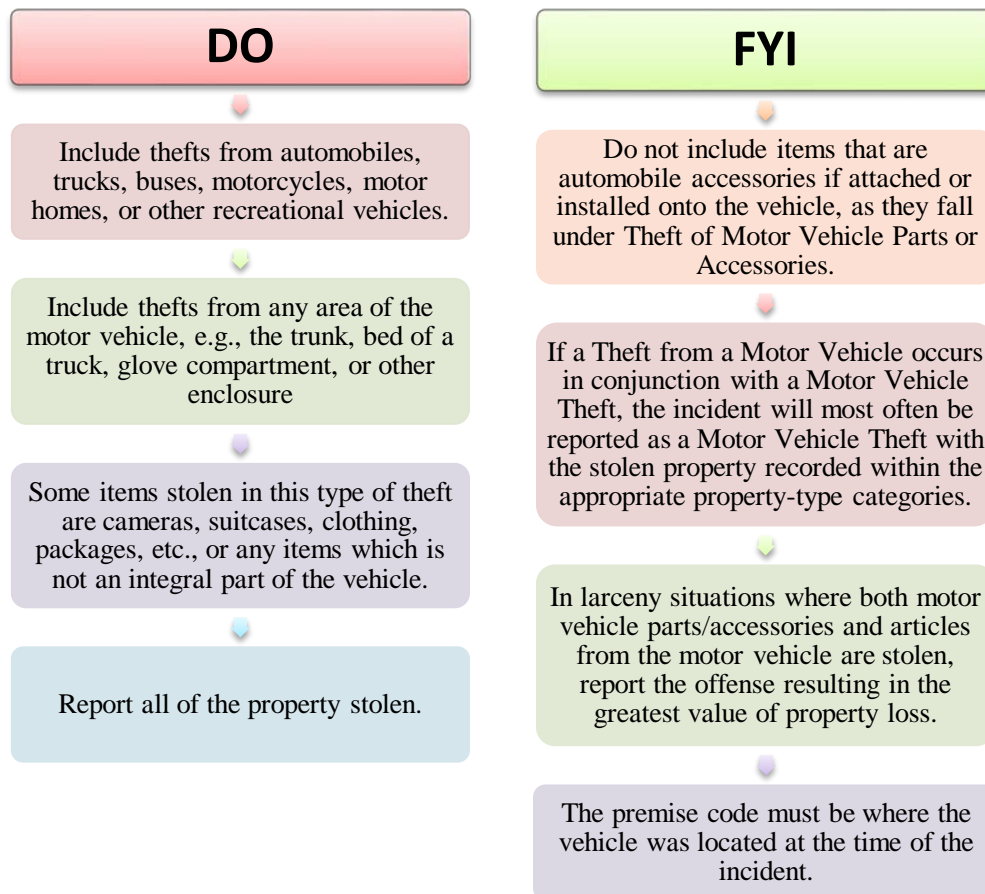 DO
Include thefts from automobiles,
trucks, buses, motorcycles, motor
homes, or other recreational vehicles.
Include thefts from any area of the
motor vehicle, e.g., the trunk, bed of a
truck, glove compartment, or other
enclosure
Some items stolen in this type of theft
are cameras, suitcases, clothing,
packages, etc., or any items which is
not an integral part of the vehicle.
Report all of the property stolen.
FYI
Do not include items that are
automobile accessories if attached or
installed onto the vehicle, as they fall
under Theft of Motor Vehicle Parts or
Accessories.
If a Theft from a Motor Vehicle occurs
in conjunction with a Motor Vehicle
Theft, the incident will most often be
reported as a Motor Vehicle Theft with
the stolen property recorded within the
appropriate property-type categories.
In larceny situations where both motor
vehicle parts/accessories and articles
from the motor vehicle are stolen,
report the offense resulting in the
greatest value of property loss.
The premise code must be where the
vehicle was located at the time of the
incident.